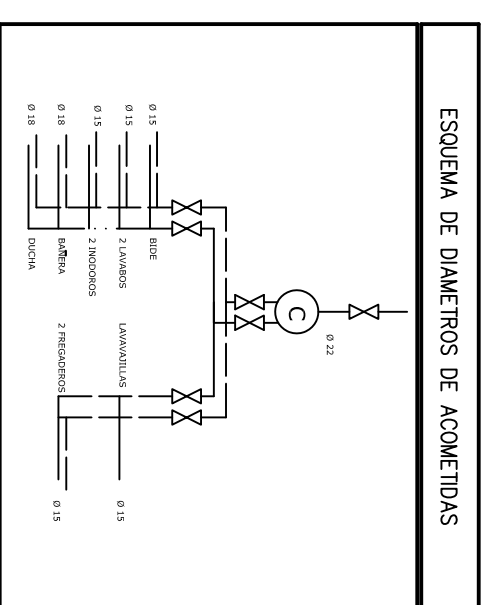 ESQUEMA DE DIAMETROS DE ACOMETIDAS
Ø 22
C
Ø 15 BIDE
Ø 15 2 LAVABOS
LAVAVAJILLAS Ø 15
Ø 15 2 INODOROS
Ø 18 BAÑERA
2 FREGADEROS Ø 15
Ø 18 DUCHA